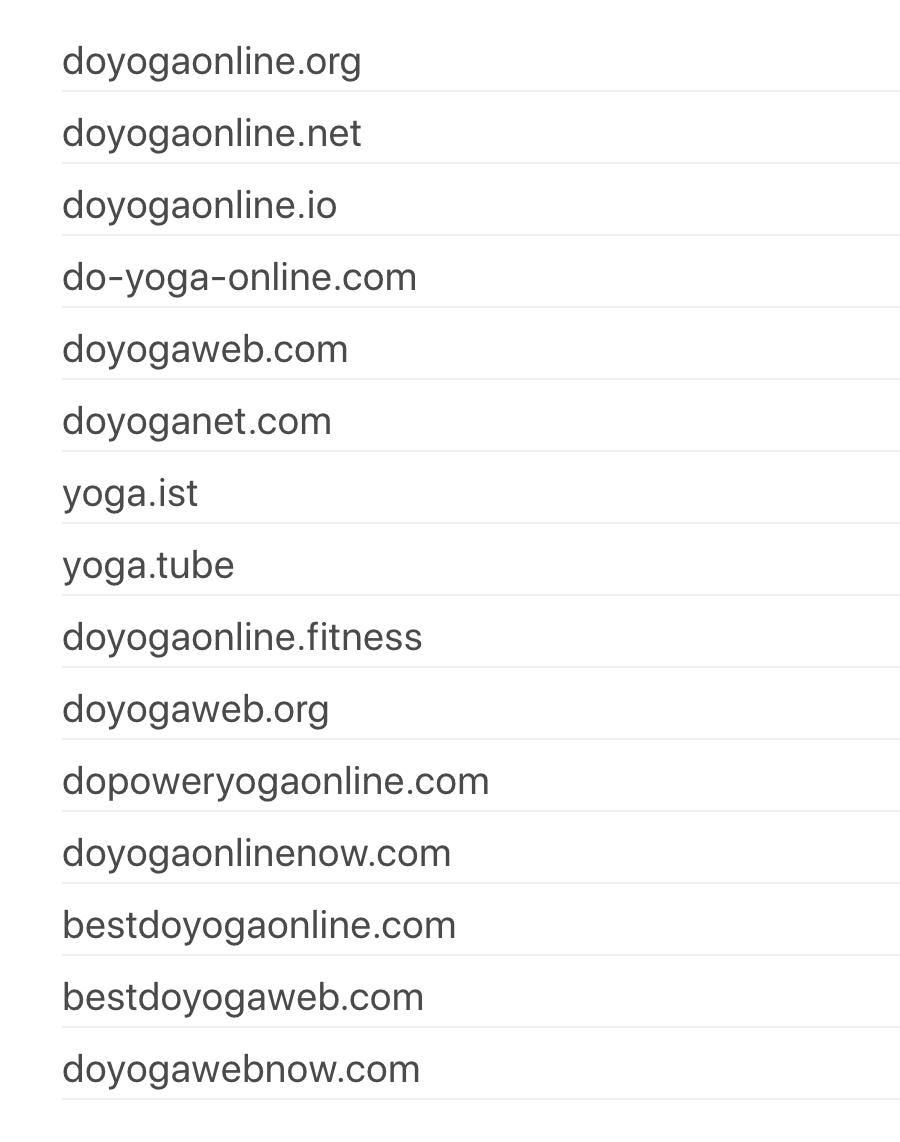 doyogaonline.org
doyogaonline.net
doyogaonline.io
do-yoga-online.com
doyogaweb.com
doyoganet.com
yoga.ist
yoga.tube
doyogaonline.fitness
doyogaweb.org
dopoweryogaonline.com
doyogaonlinenow.com
bestdoyogaonline.com
bestdoyogaweb.com
doyogawebnow.com